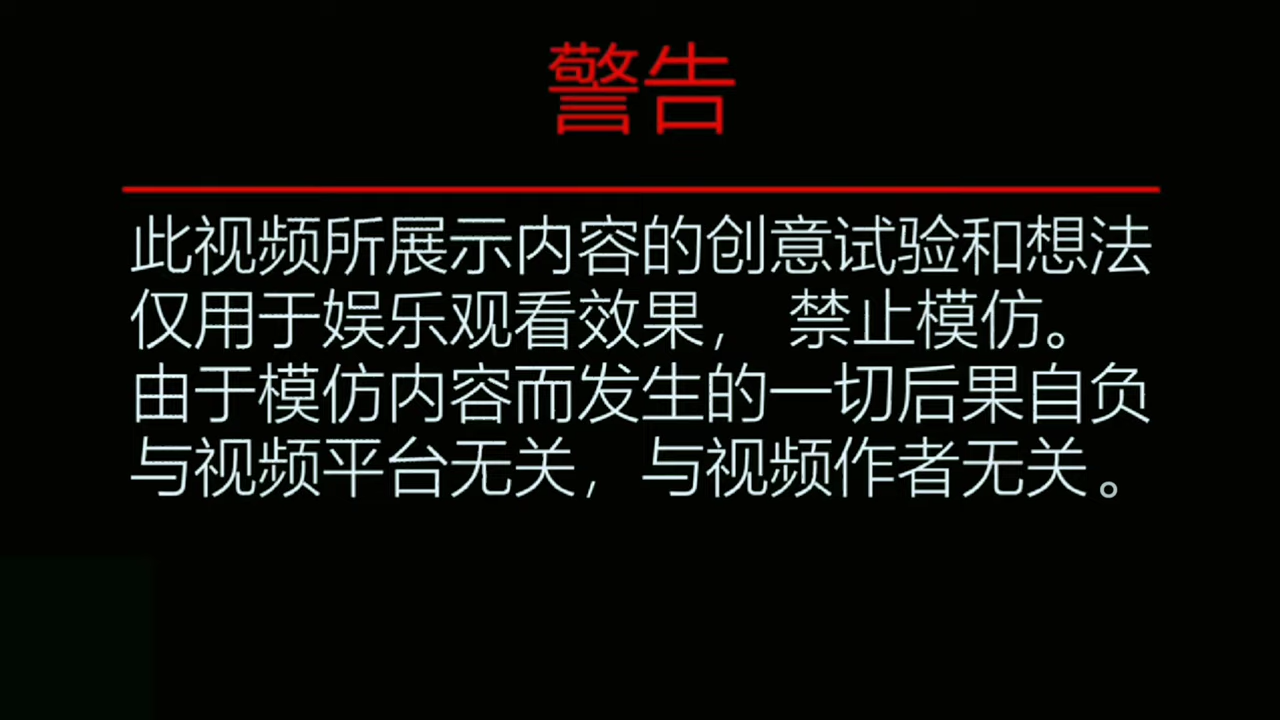 警告
此视频所展示内容的创意试验和想法
仅用于娱乐观看效果， 禁止模仿。
由于模仿内容而发生的一切后果自负
与视频平台无关，与视频作者无关。